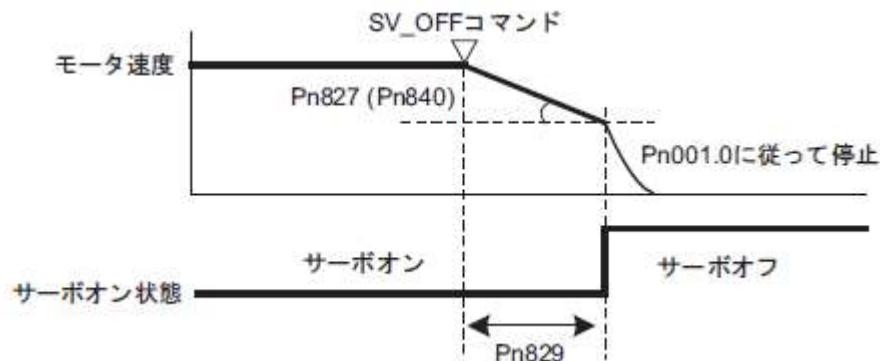 SV_OFFコマンド
モータ速度
Pn827 (Pn840)
Pn001.0に従って停止
サーボオン
サーボオフ
サーボオン状態
Pn829